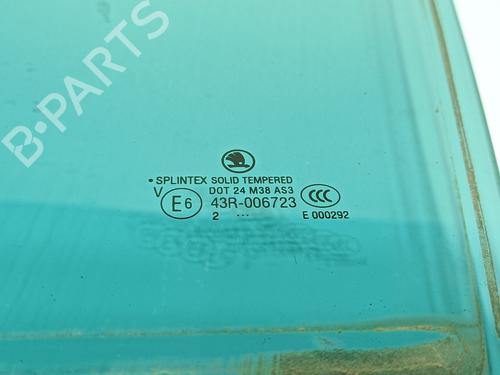 B-PARTS
• SPLINTEX SOLID TEMPERED
DOT 24 M38 AS3
V E6 43R-006723 CCC
2 ... E 000292